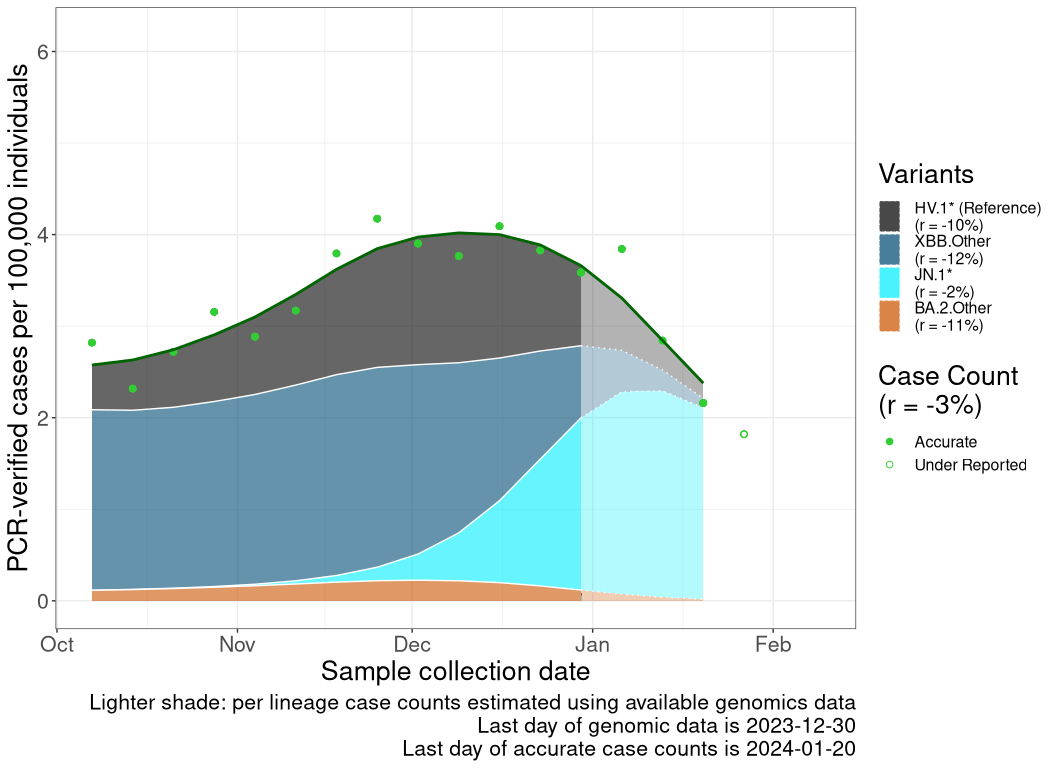 PCR-verified cases per 100,000 individuals
6
4
2
0
Oct
Nov
Dec
Jan
Feb
Sample collection date
Lighter shade: per lineage case counts estimated using available genomics data
Last day of genomic data is 2023-12-30
Last day of accurate case counts is 2024-01-20
Variants
HV.1* (Reference)
(r = -10%)
XBB.Other
(r = -12%)
JN.1*
(r = -2%)
BA.2.Other
(r = -11%)
Case Count
(r = -3%)
Accurate
Under Reported